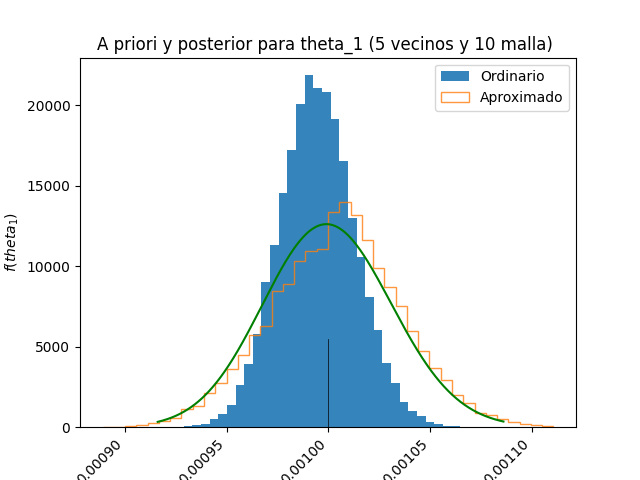 A priori y posterior para theta_1 (5 vecinos y 10 malla)
Ordinario
Aproximado
f(theta₁)
20000
15000
10000
5000
0
0.00090
0.00095
0.00100
0.00105
0.00110